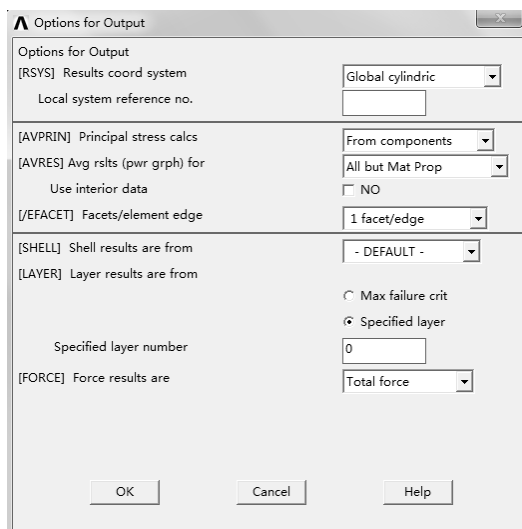 Options for Output
Options for Output
[RSYS] Results coord system Global cylindric
Local system reference no.
[AVPRIN] Principal stress calcs From components
[AVRES] Avg rslts (pwr grph) for All but Mat Prop
Use interior data NO
[/EFACET] Facets/element edge 1 facet/edge
[SHELL] Shell results are from - DEFAULT -
[LAYER] Layer results are from
Max failure crit
Specified layer
Specified layer number 0
[FORCE] Force results are Total force
OK Cancel Help